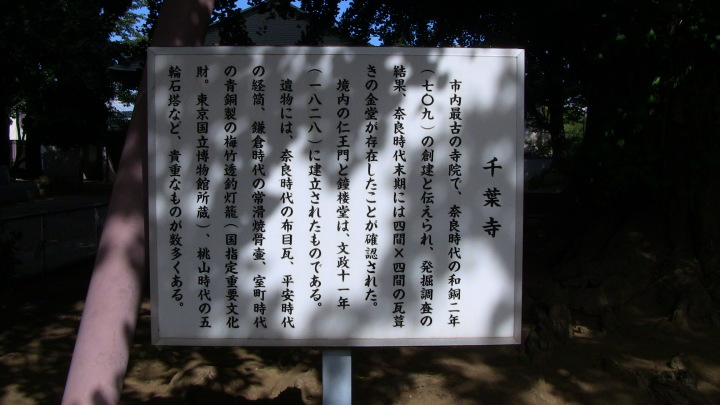 千葉寺
市内最古の寺院で、奈良時代の和銅二年
(七〇九)の創建と伝えられ、発掘調査の
結果、奈良時代末期には四間×四間の瓦葺
きの金堂が存在したことが確認された。
境内の仁王門と鐘楼堂は、文政十一年
(一八二八)に建立されたものである。
遺物には、奈良時代の布目瓦、平安時代
の経筒、鎌倉時代の常滑焼骨壷、室町時代
の青銅製の梅竹透釣灯籠(国指定重要文化
財。東京国立博物館所蔵)、桃山時代の五
輪石塔など、貴重なものが数多くある。